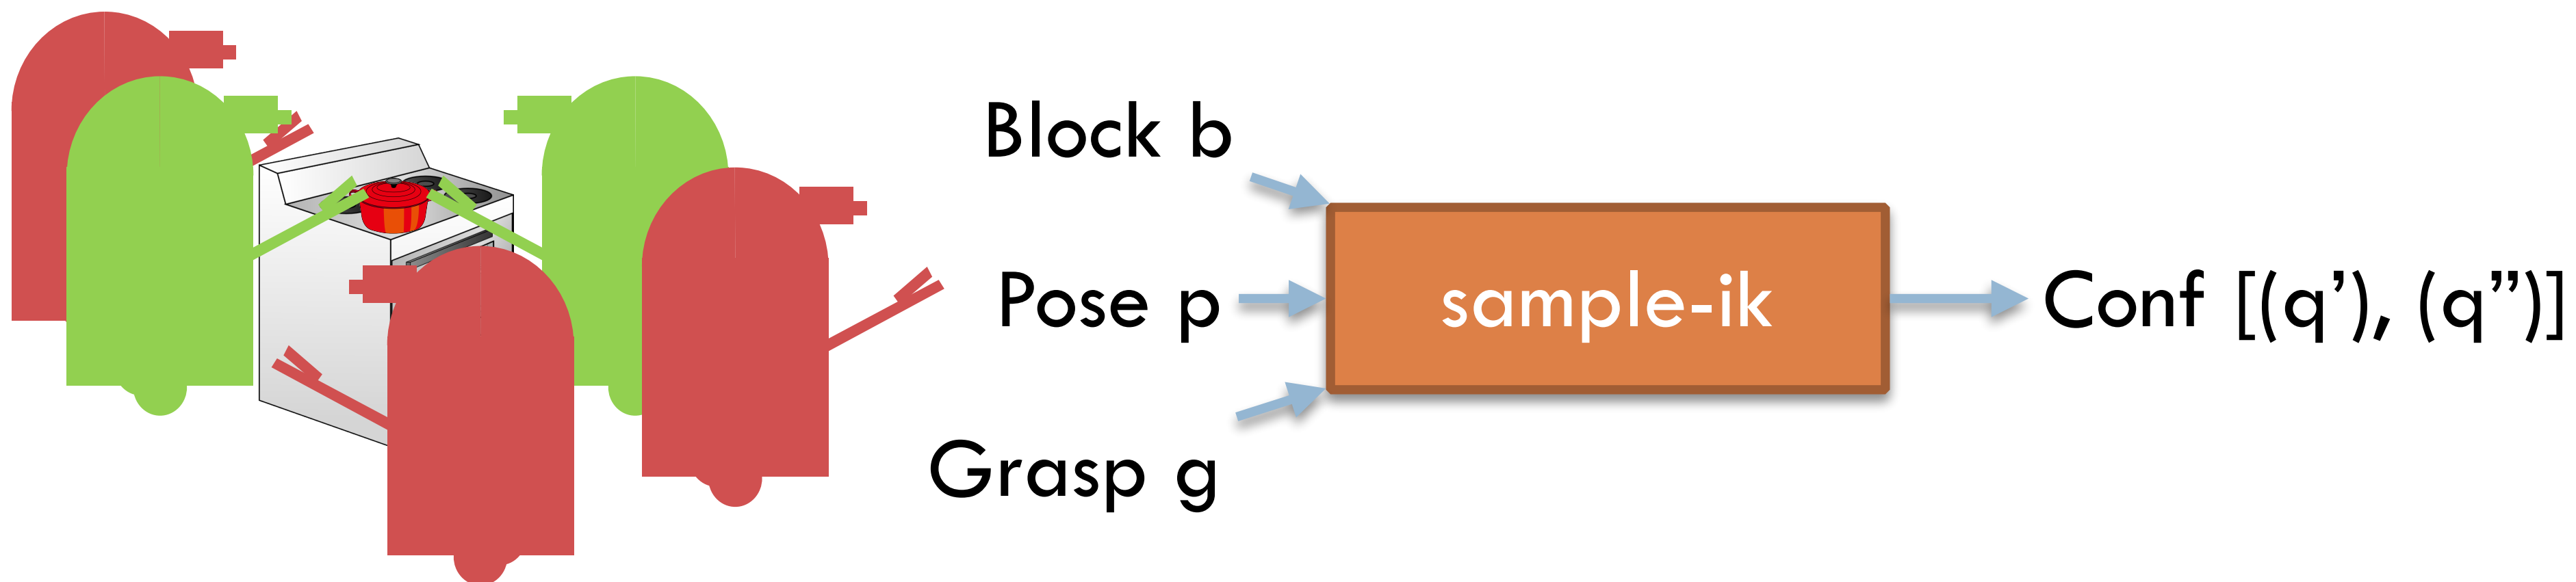 Block b
Pose p
Grasp g
sample-ik
Conf [(q’), (q”)]